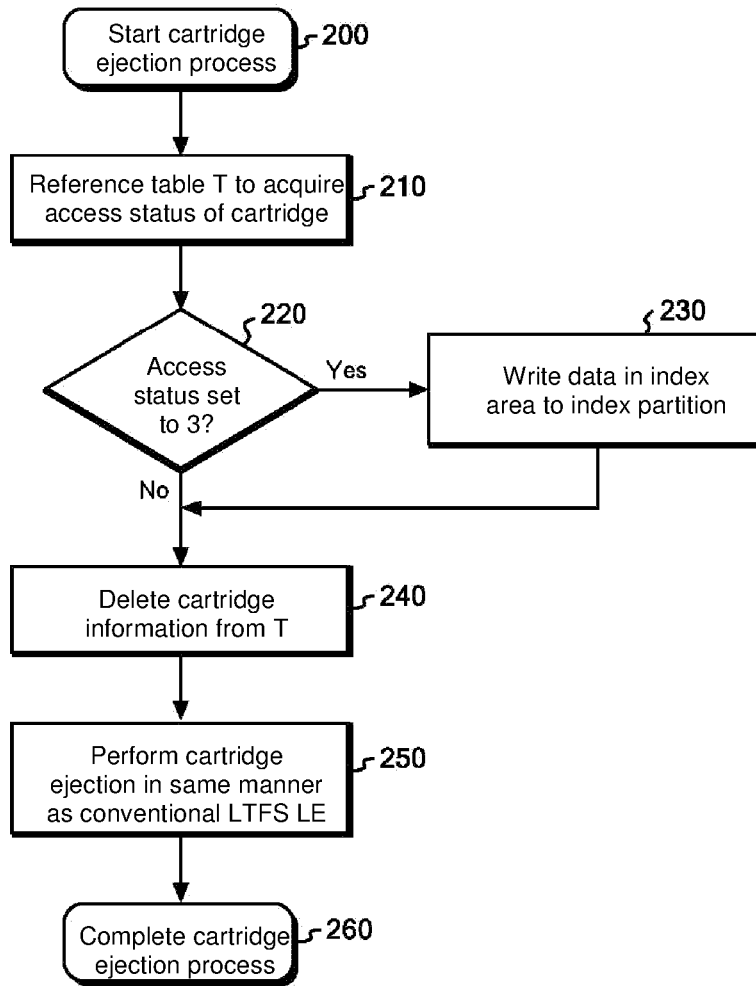 Start cartridge
ejection process
200
Reference table T to acquire
access status of cartridge
210
220
Access
status set
to 3?
Yes
230
Write data in index
area to index partition
No
Delete cartridge
information from T
240
Perform cartridge
ejection in same manner
as conventional LTFS LE
250
Complete cartridge
ejection process
260